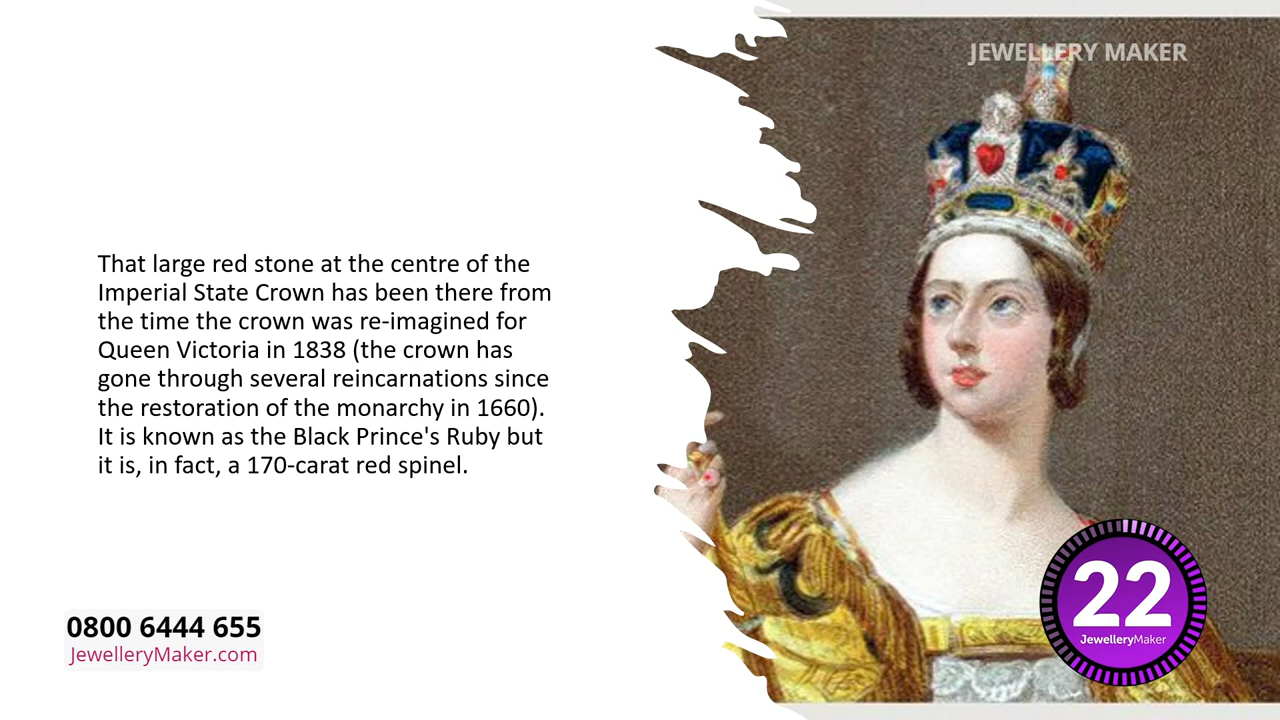 JEWELLERY MAKER
That large red stone at the centre of the
Imperial State Crown has been there from
the time the crown was re-imagined for
Queen Victoria in 1838 (the crown has
gone through several reincarnations since
the restoration of the monarchy in 1660).
It is known as the Black Prince's Ruby but
it is, in fact, a 170-carat red spinel.
0800 6444 655
JewelleryMaker.com
22
JewelleryMaker